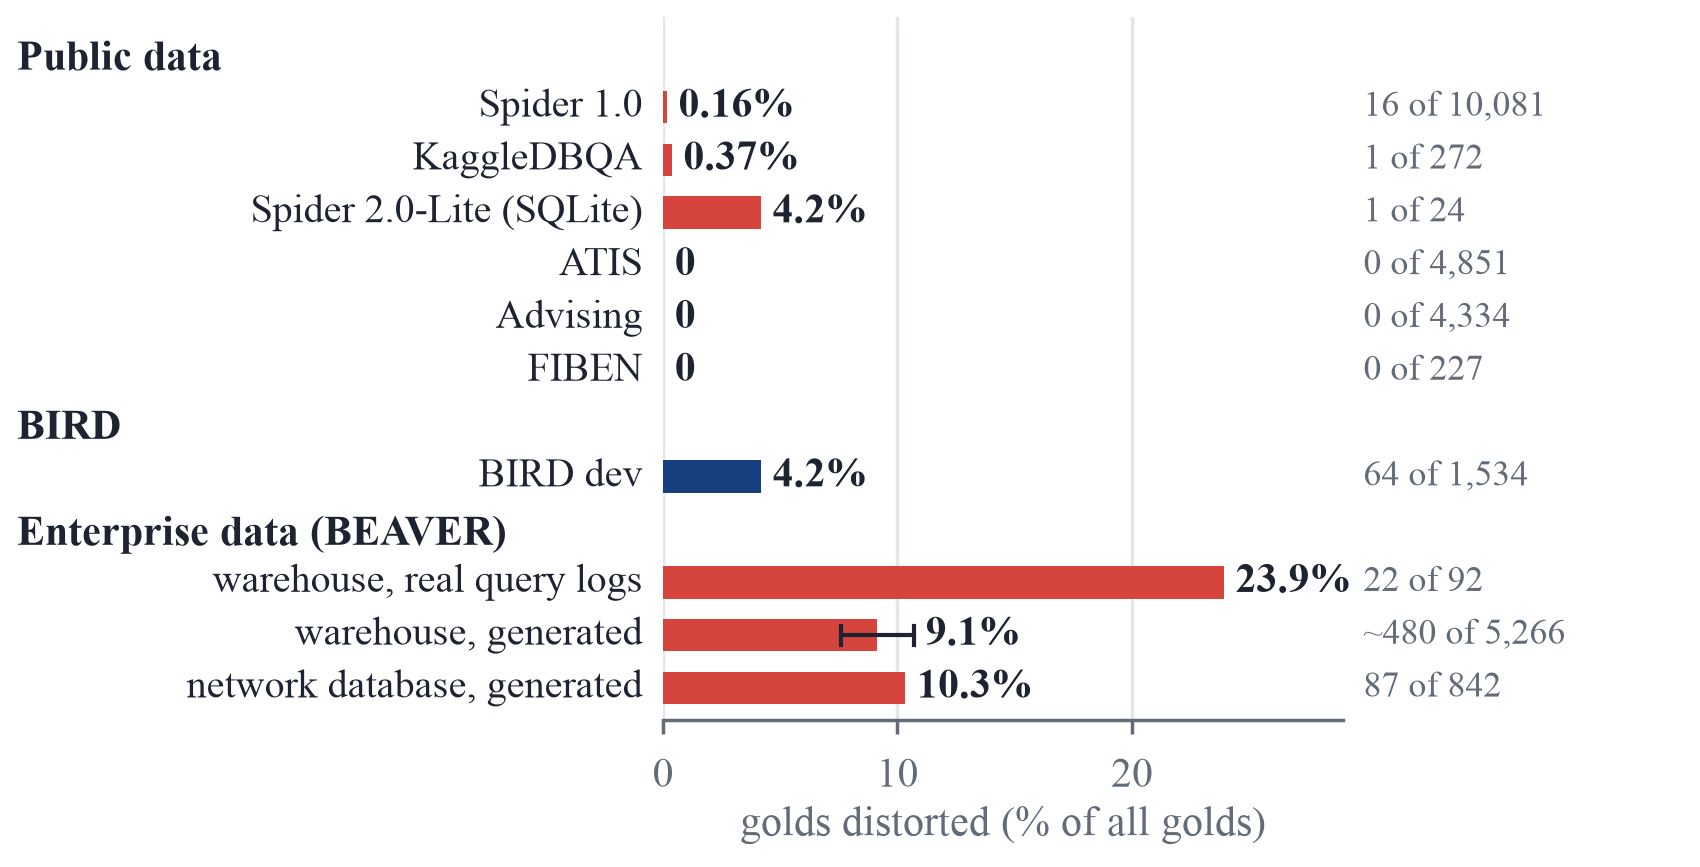 Public data
Spider 1.0 0.16% 16 of 10,081
KaggleDBQA 0.37% 1 of 272
Spider 2.0-Lite (SQLite) 4.2% 1 of 24
ATIS 0 0 of 4,851
Advising 0 0 of 4,334
FIBEN 0 0 of 227
BIRD
BIRD dev 4.2% 64 of 1,534
Enterprise data (BEAVER)
warehouse, real query logs 23.9% 22 of 92
warehouse, generated 9.1% ~480 of 5,266
network database, generated 10.3% 87 of 842
0 10 20
golds distorted (% of all golds)